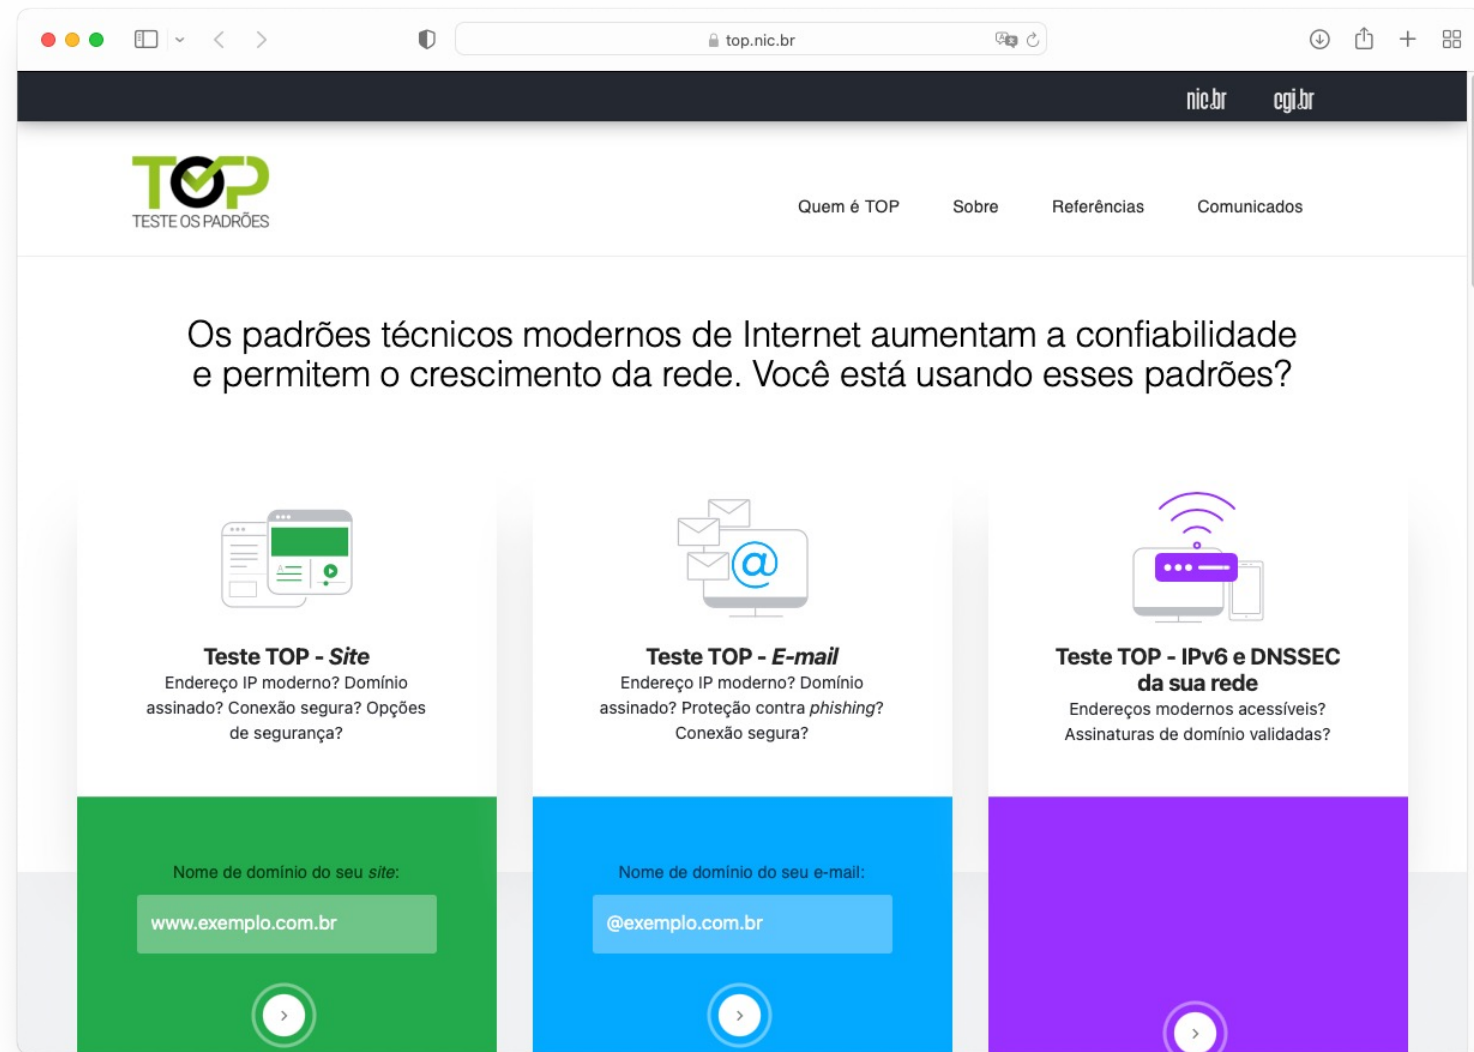 top.nic.br
nic.br cgi.br
TOP
TESTE OS PADRÕES
Quem é TOP Sobre Referências Comunicados
Os padrões técnicos modernos de Internet aumentam a confiabilidade
e permitem o crescimento da rede. Você está usando esses padrões?
Teste TOP - Site
Endereço IP moderno? Domínio
assinado? Conexão segura? Opções
de segurança?
Nome de domínio do seu site:
www.exemplo.com.br
Teste TOP - E-mail
Endereço IP moderno? Domínio
assinado? Proteção contra phishing?
Conexão segura?
Nome de domínio do seu e-mail:
@exemplo.com.br
Teste TOP - IPv6 e DNSSEC
da sua rede
Endereços modernos acessíveis?
Assinaturas de domínio validadas?